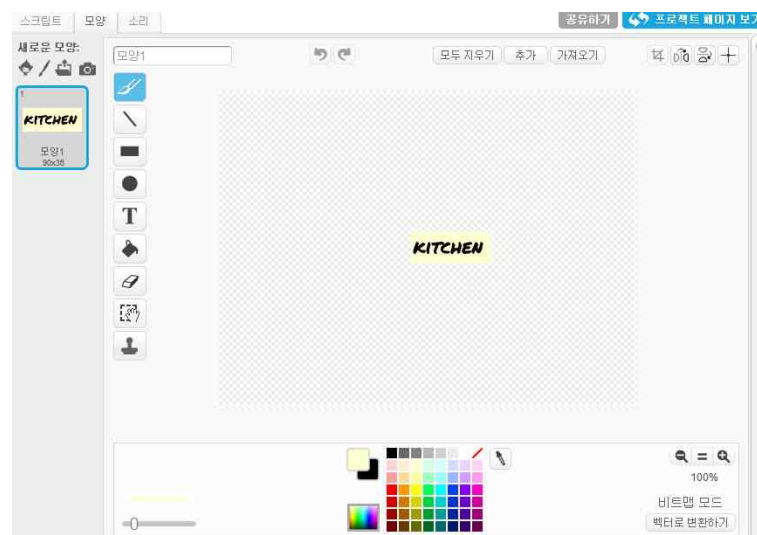 스크립트 모양 소리 공유하기 프로젝트 페이지 보기
새로운 모양:
모양1 모두 지우기 추가 가져오기
1
KITCHEN
모양1
90x36
T
KITCHEN
100%
비트맵 모드
벡터로 변환하기